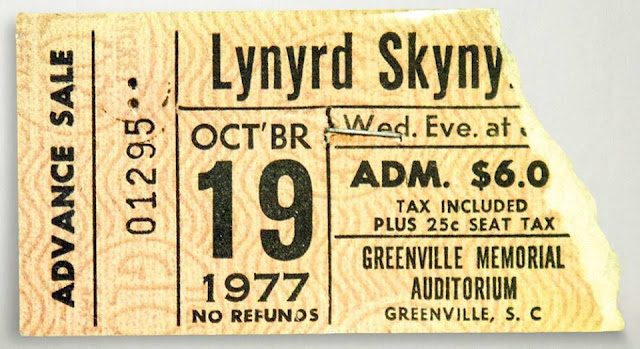 ADVANCE SALE
01295
Lynyrd Skyny
OCT'BR
19
1977
NO REFUNDS
Wed. Eve. at
ADM. $6.0
TAX INCLUDED
PLUS 25c SEAT TAX
GREENVILLE MEMORIAL
AUDITORIUM
GREENVILLE, S. C